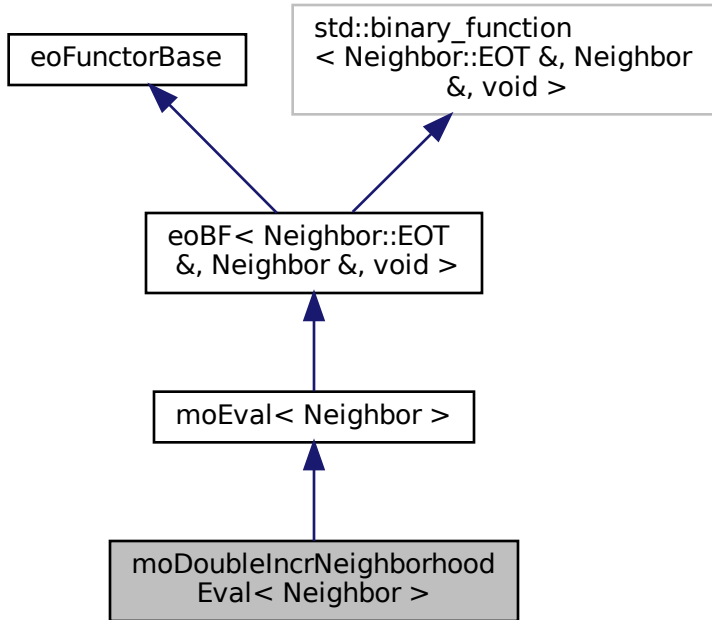 eoFunctorBase
std::binary_function
< Neighbor::EOT &, Neighbor
&, void >
eoBF< Neighbor::EOT
&, Neighbor &, void >
moEval< Neighbor >
moDoubleIncrNeighborhood
Eval< Neighbor >